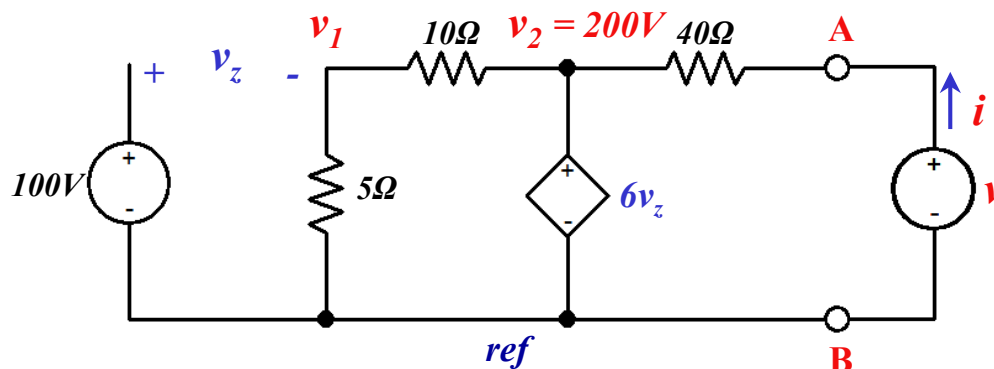 + v_z -
v_1
10Ω
v_2 = 200V
40Ω
A
i
+
100V
-
5Ω
+
6v_z
-
+
v
-
ref
B